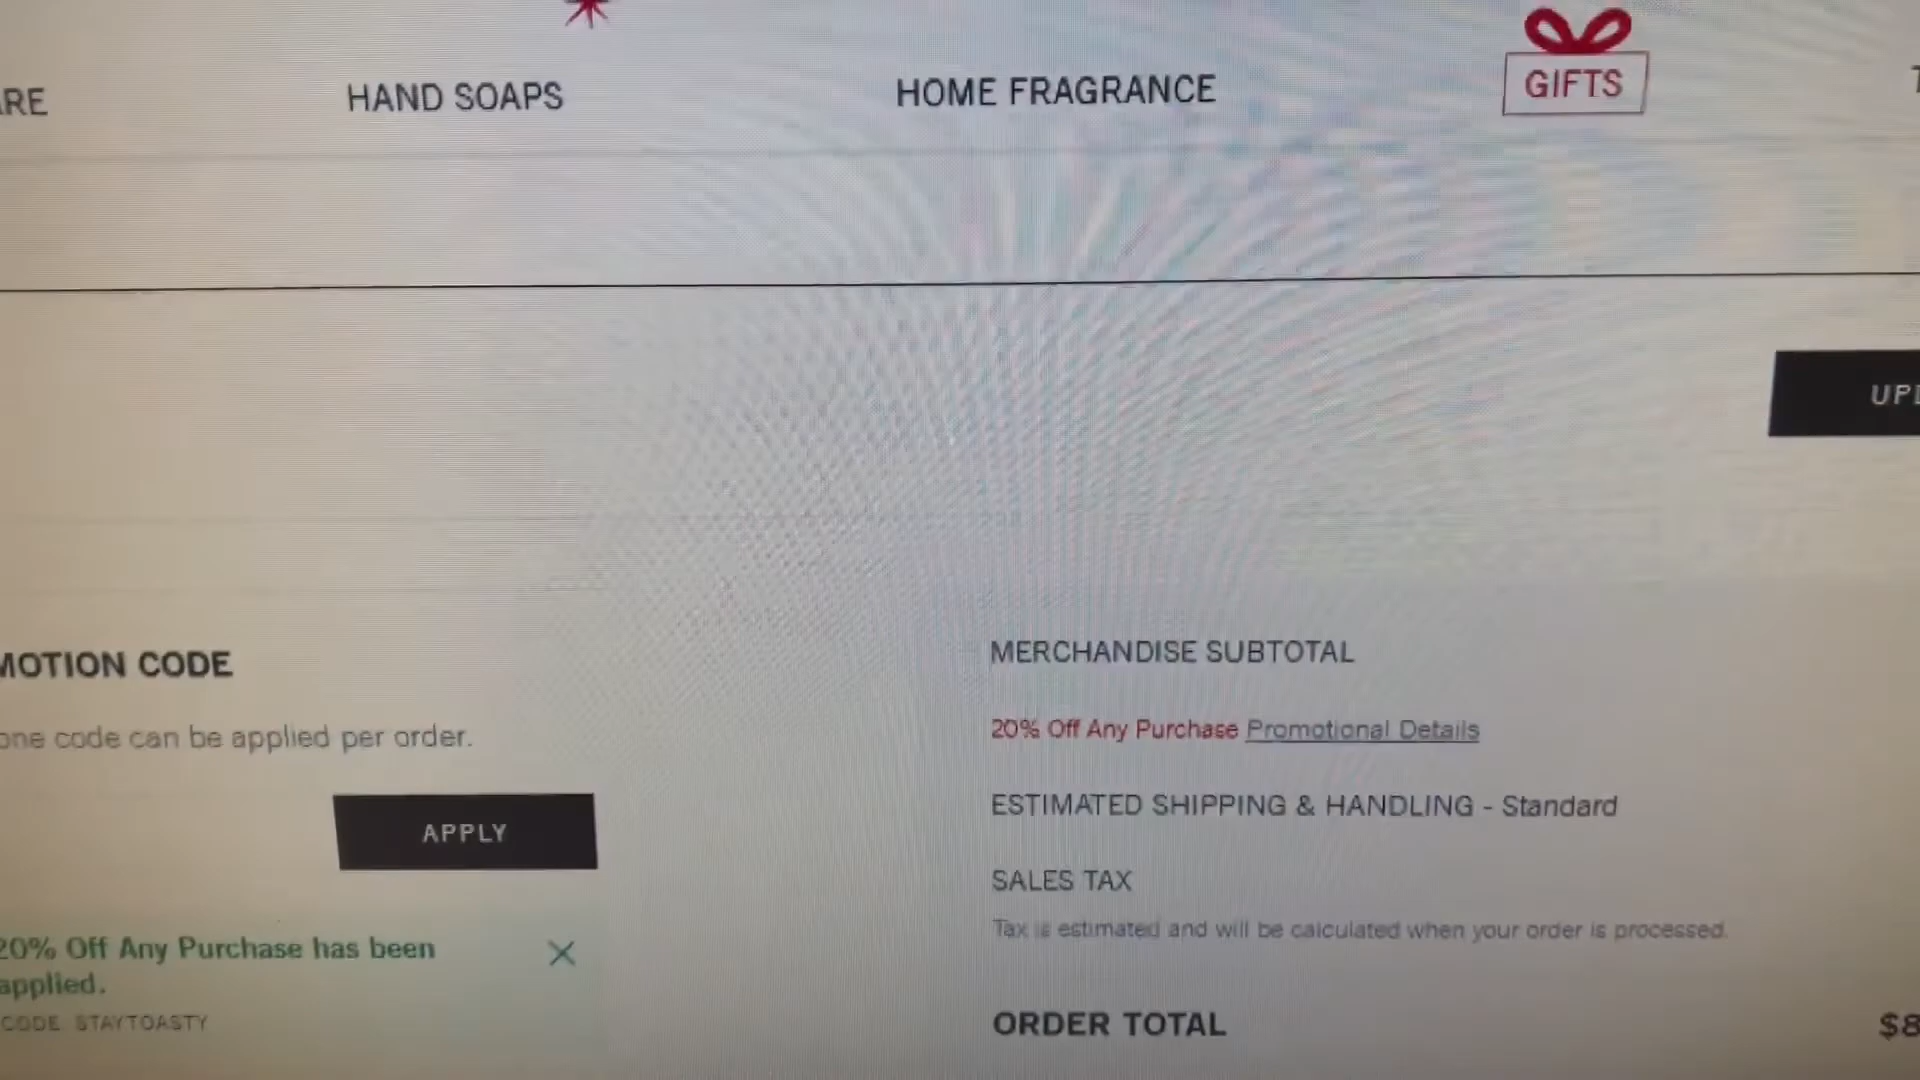 ARE
HAND SOAPS
HOME FRAGRANCE
GIFTS
T
UPD
MOTION CODE
one code can be applied per order.
APPLY
20% Off Any Purchase has been
applied.
CODE: STAYTOASTY
MERCHANDISE SUBTOTAL
20% Off Any Purchase Promotional Details
ESTIMATED SHIPPING & HANDLING - Standard
SALES TAX
Tax is estimated and will be calculated when your order is processed.
ORDER TOTAL
$8